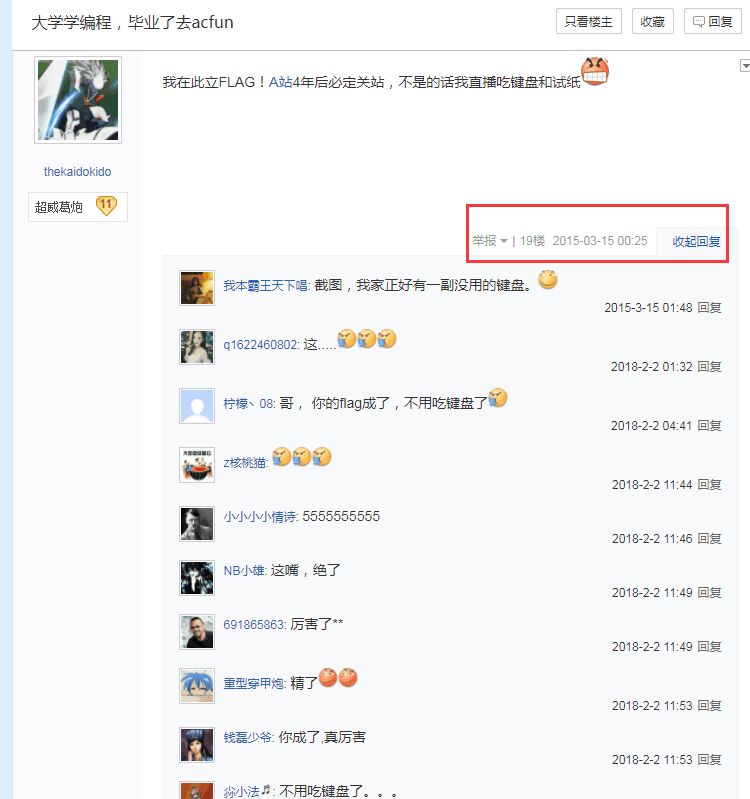 大学学编程，毕业了去acfun
只看楼主 收藏 回复
我在此立FLAG！A站4年后必定关站，不是的话我直播吃键盘和试纸
thekaidokido
超威葛炮 11
举报 | 19楼 2015-03-15 00:25 收起回复
我本霸王天下唱: 截图，我家正好有一副没用的键盘。
2015-3-15 01:48 回复
q1622460802: 这.....
2018-2-2 01:32 回复
柠檬丶08: 哥， 你的flag成了，不用吃键盘了
2018-2-2 04:41 回复
z核桃猫:
2018-2-2 11:44 回复
小小小小情诗: 5555555555
2018-2-2 11:46 回复
NB小雄: 这嘴，绝了
2018-2-2 11:49 回复
691865863: 厉害了**
2018-2-2 11:49 回复
重型穿甲炮: 精了
2018-2-2 11:53 回复
钱磊少爷: 你成了,真厉害
2018-2-2 11:53 回复
小法♬: 不用吃键盘了。。。